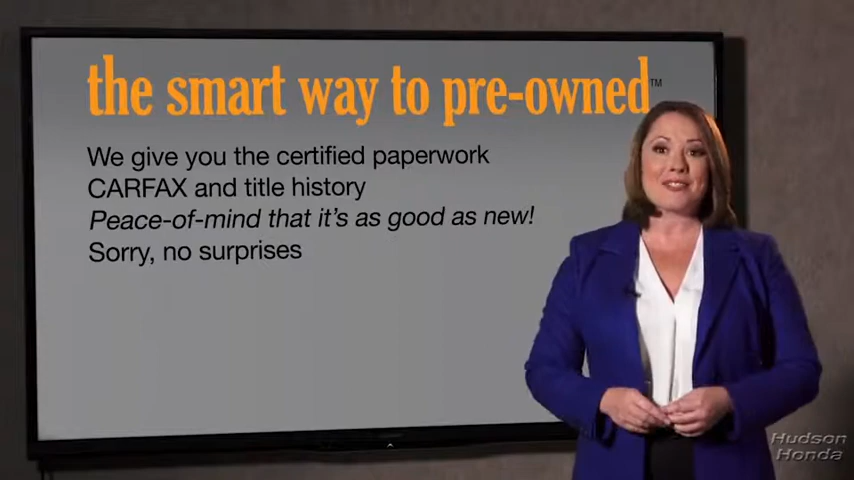 the smart way to pre-owned™
We give you the certified paperwork
CARFAX and title history
Peace-of-mind that it's as good as new!
Sorry, no surprises
Hudson
Honda